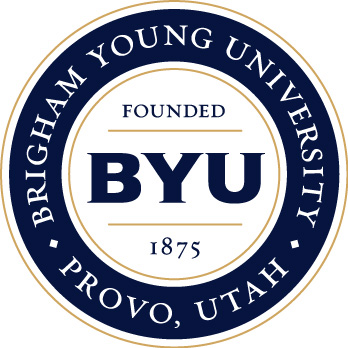 BRIGHAM YOUNG UNIVERSITY
FOUNDED
BYU
1875
• PROVO, UTAH •